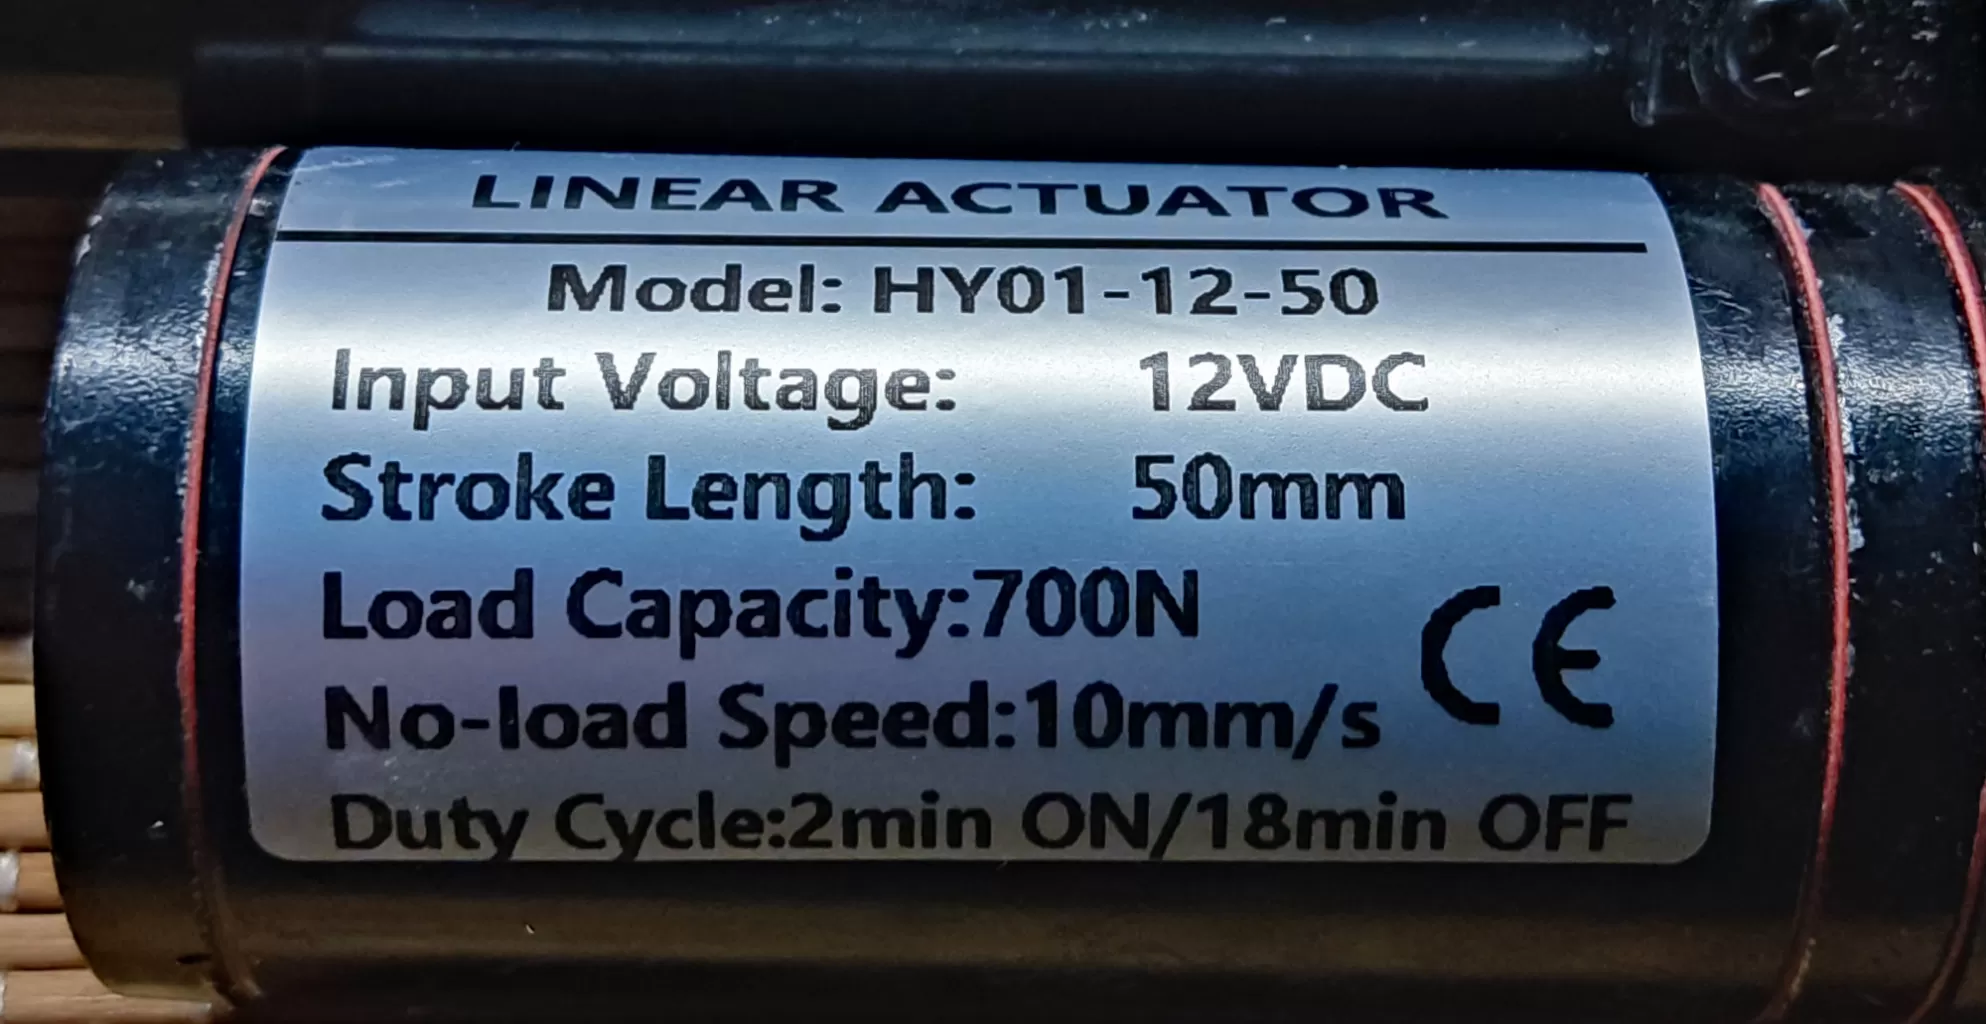 LINEAR ACTUATOR
Model: HY01-12-50
Input Voltage: 12VDC
Stroke Length: 50mm
Load Capacity:700N
No-load Speed:10mm/s
CE
Duty Cycle:2min ON/18min OFF